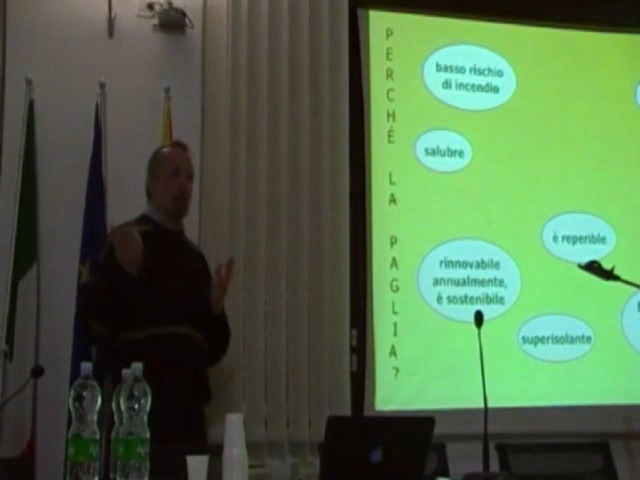 PERCHÉ LA PAGLIA?
basso rischio
di incendio
salubre
è reperibile
rinnovabile
annualmente,
è sostenibile
superisolante